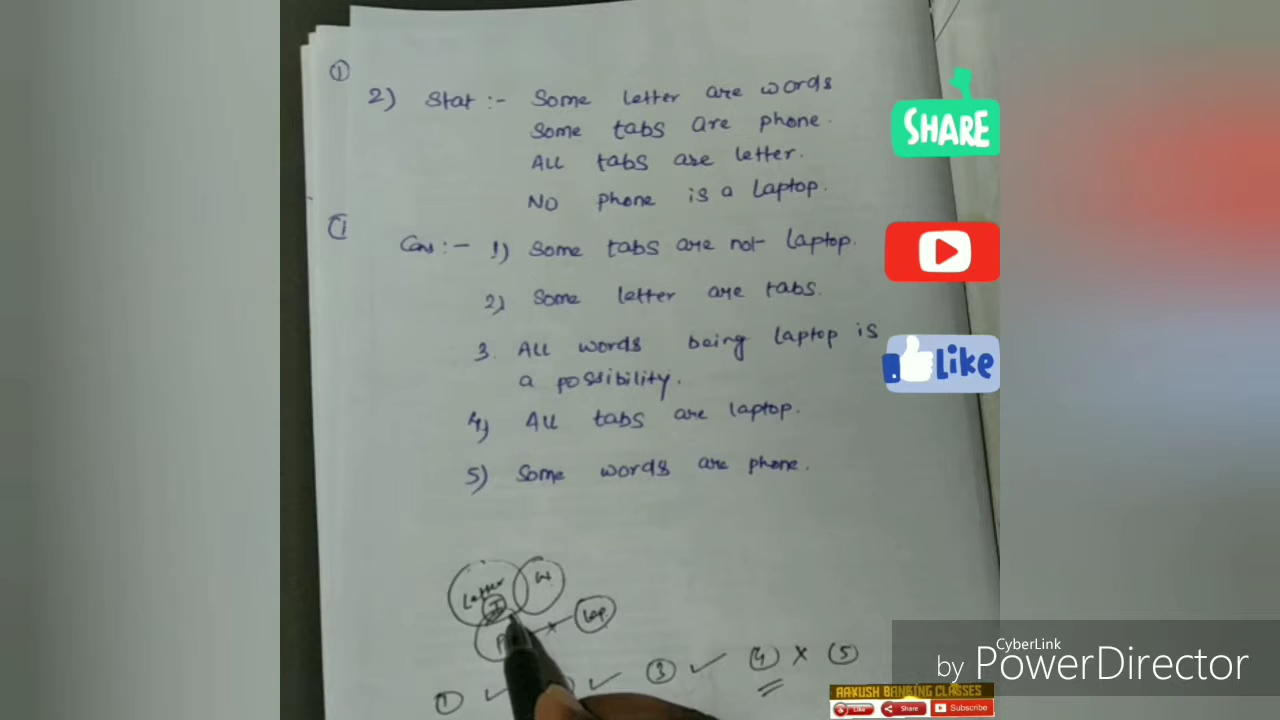 ①
2) Stat :- Some letter are words
Some tabs are phone.
ALL tabs are letter.
NO phone is a laptop.
Con :- 1) Some tabs are not laptop.
2) Some letter are tabs.
3. ALL words being laptop is
a possibility.
4) ALL tabs are laptop.
5) Some words are phone.
Letter W
T
Lap
P
① ✓ ✓ ③ ✓ ④ × ⑤
SHARE
Like
CyberLink
by PowerDirector
AAKUSH BANKING CLASSES
Like Share Subscribe